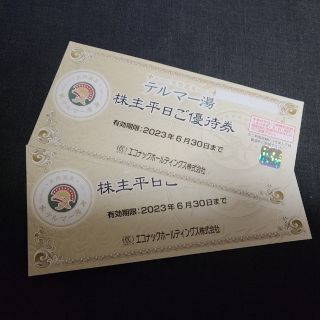 テルマー湯
株主平日ご優待券
有効期限:2023年6月30日まで
㈱エコナックホールディングス株式会社
株主平日ご
有効期限:2023年6月30日まで
㈱エコナックホールディングス株式会社